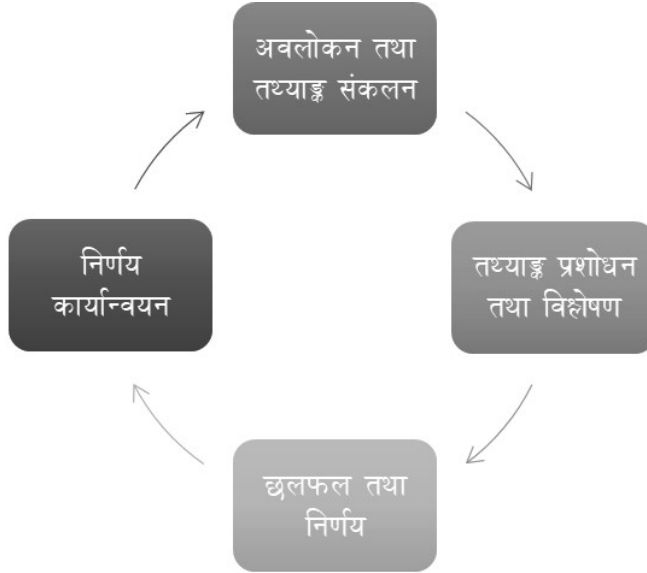 अवलोकन तथा
तथ्याङ्क संकलन
तथ्याङ्क प्रशोधन
तथा विश्लेषण
छलफल तथा
निर्णय
निर्णय
कार्यान्वयन